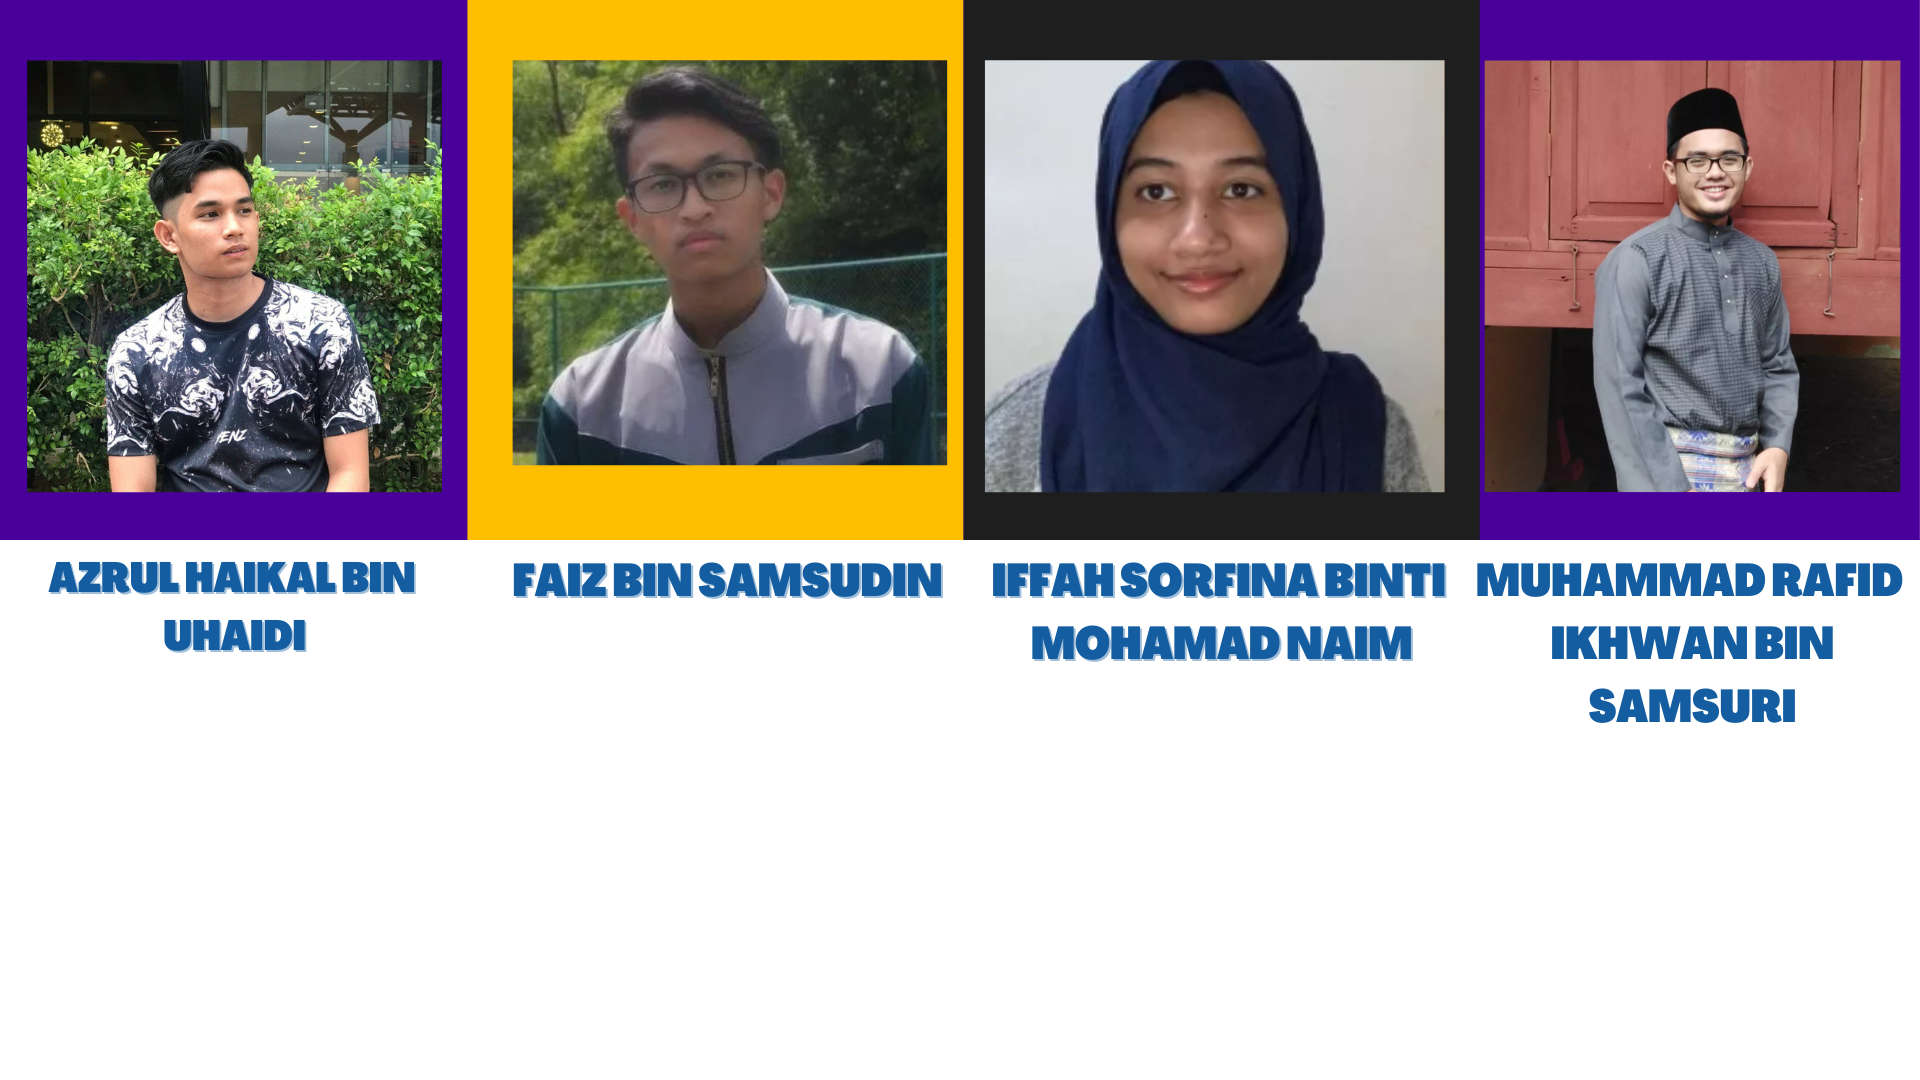 AZRUL HAIKAL BIN
UHAIDI
FAIZ BIN SAMSUDIN
IFFAH SORFINA BINTI
MOHAMAD NAIM
MUHAMMAD RAFID
IKHWAN BIN
SAMSURI